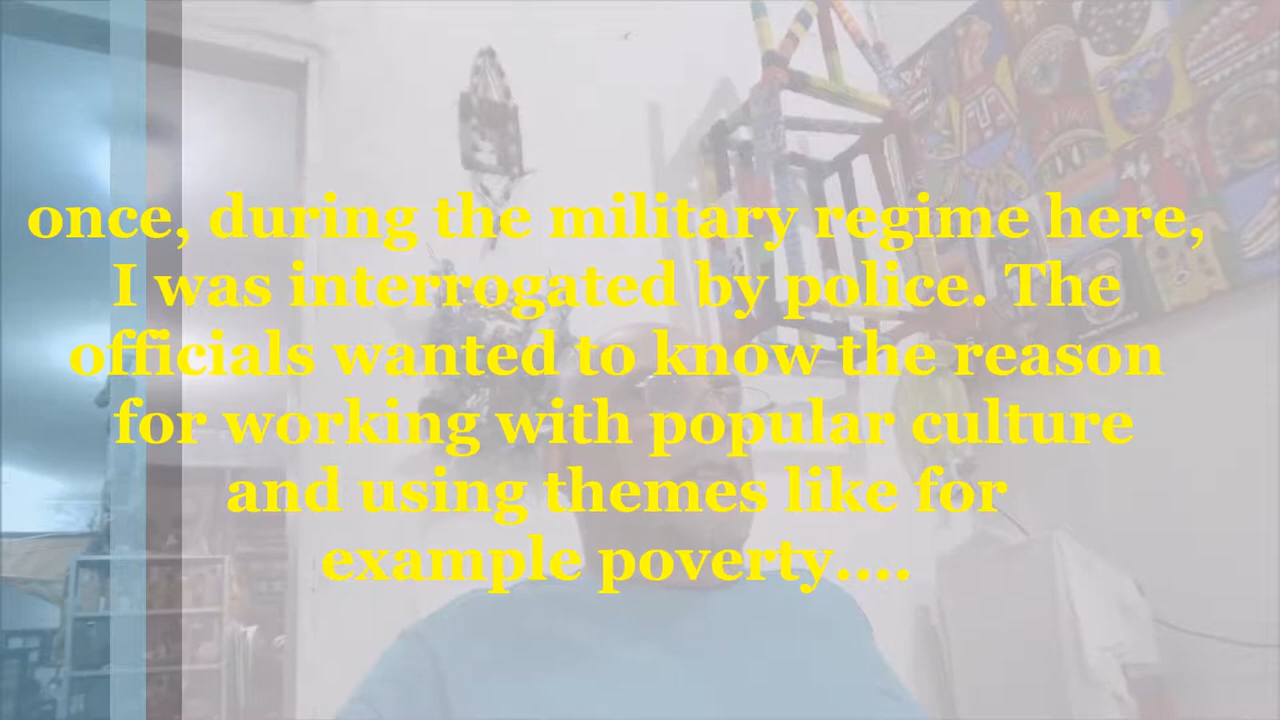 once, during the military regime here,
I was interrogated by police. The
officials wanted to know the reason
for working with popular culture
and using themes like for
example poverty....